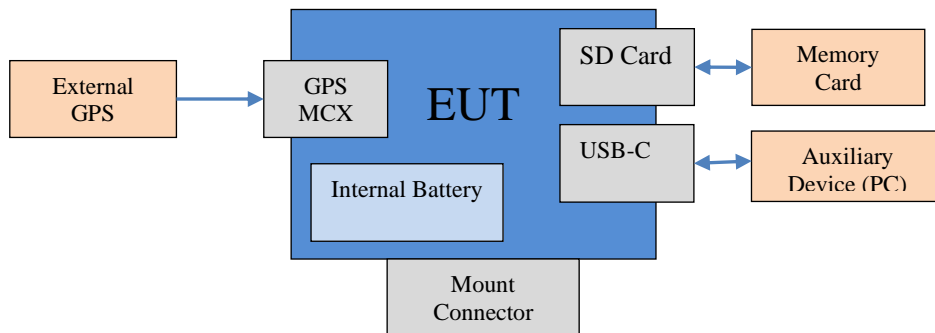 External
GPS
GPS
MCX
EUT
SD Card
Memory
Card
USB-C
Auxiliary
Device (PC)
Internal Battery
Mount
Connector